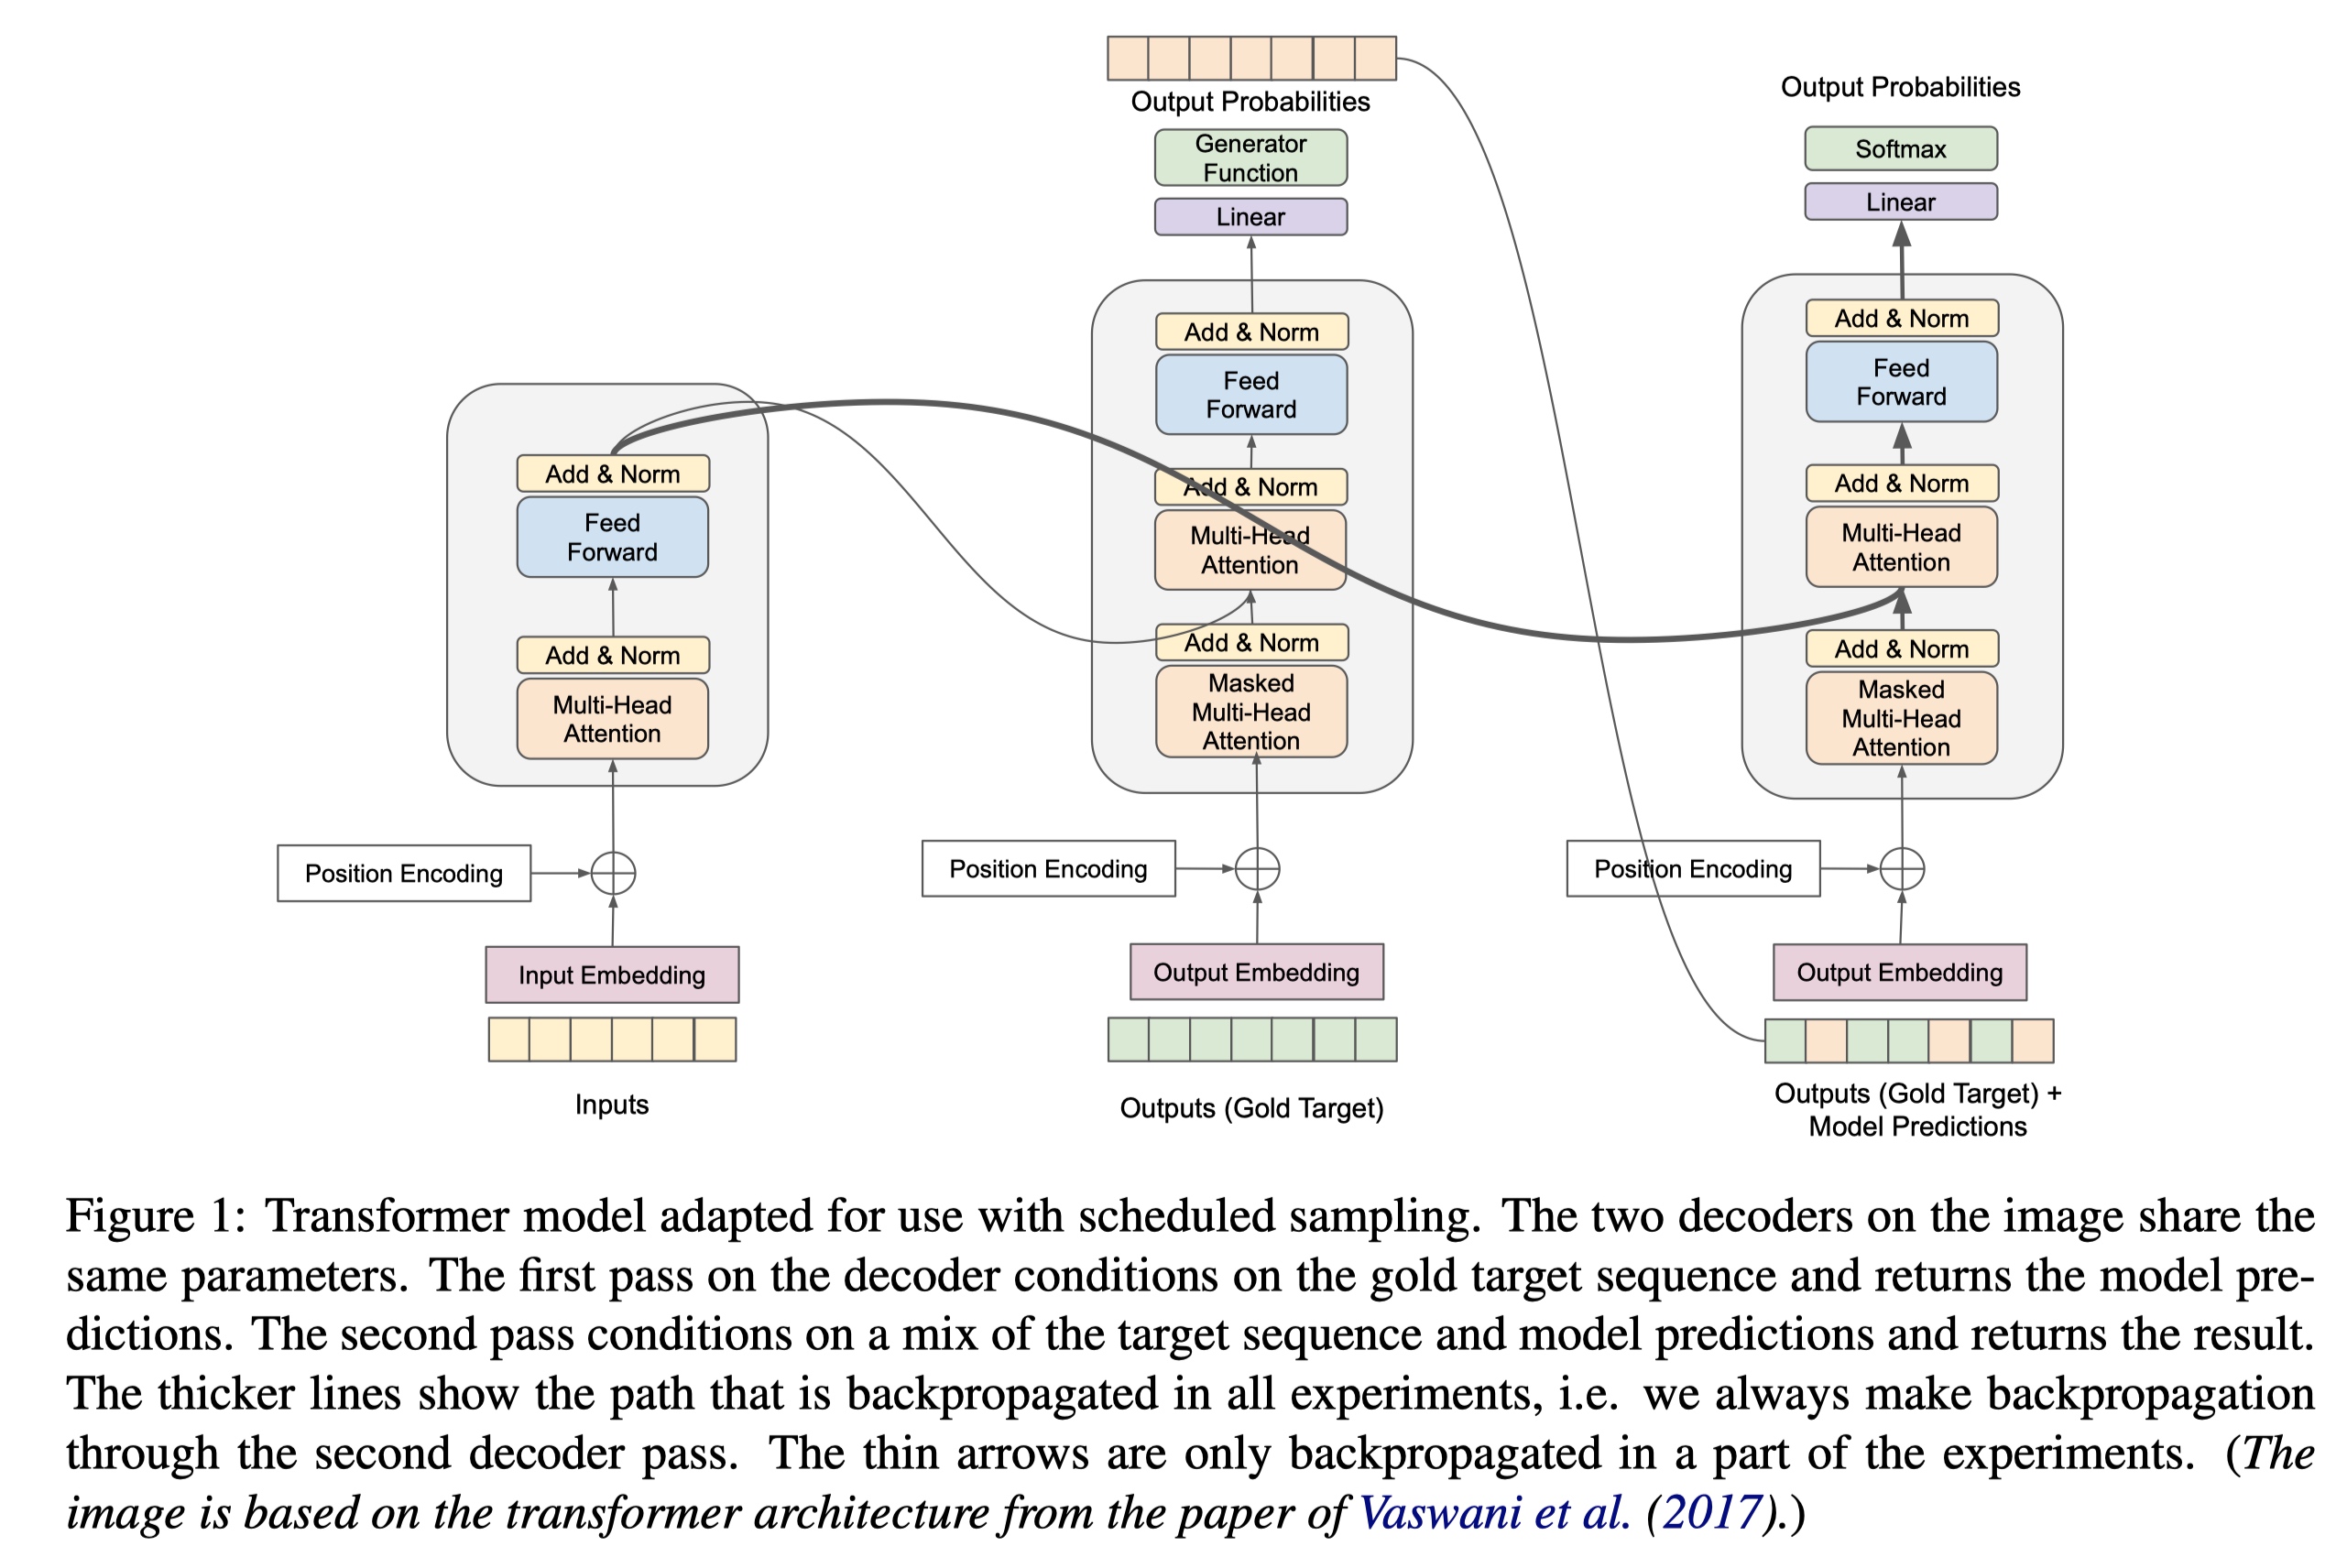 Output Probabilities
Generator
Function
Linear
Add & Norm
Feed
Forward
Add & Norm
Multi-Head
Attention
Add & Norm
Masked
Multi-Head
Attention
Position Encoding
Output Embedding
Outputs (Gold Target)
Output Probabilities
Softmax
Linear
Add & Norm
Feed
Forward
Add & Norm
Multi-Head
Attention
Add & Norm
Masked
Multi-Head
Attention
Position Encoding
Output Embedding
Outputs (Gold Target) +
Model Predictions
Add & Norm
Feed
Forward
Add & Norm
Multi-Head
Attention
Position Encoding
Input Embedding
Inputs
Figure 1: Transformer model adapted for use with scheduled sampling. The two decoders on the image share the
same parameters. The first pass on the decoder conditions on the gold target sequence and returns the model pre-
dictions. The second pass conditions on a mix of the target sequence and model predictions and returns the result.
The thicker lines show the path that is backpropagated in all experiments, i.e. we always make backpropagation
through the second decoder pass. The thin arrows are only backpropagated in a part of the experiments. (The
image is based on the transformer architecture from the paper of Vaswani et al. (2017).)